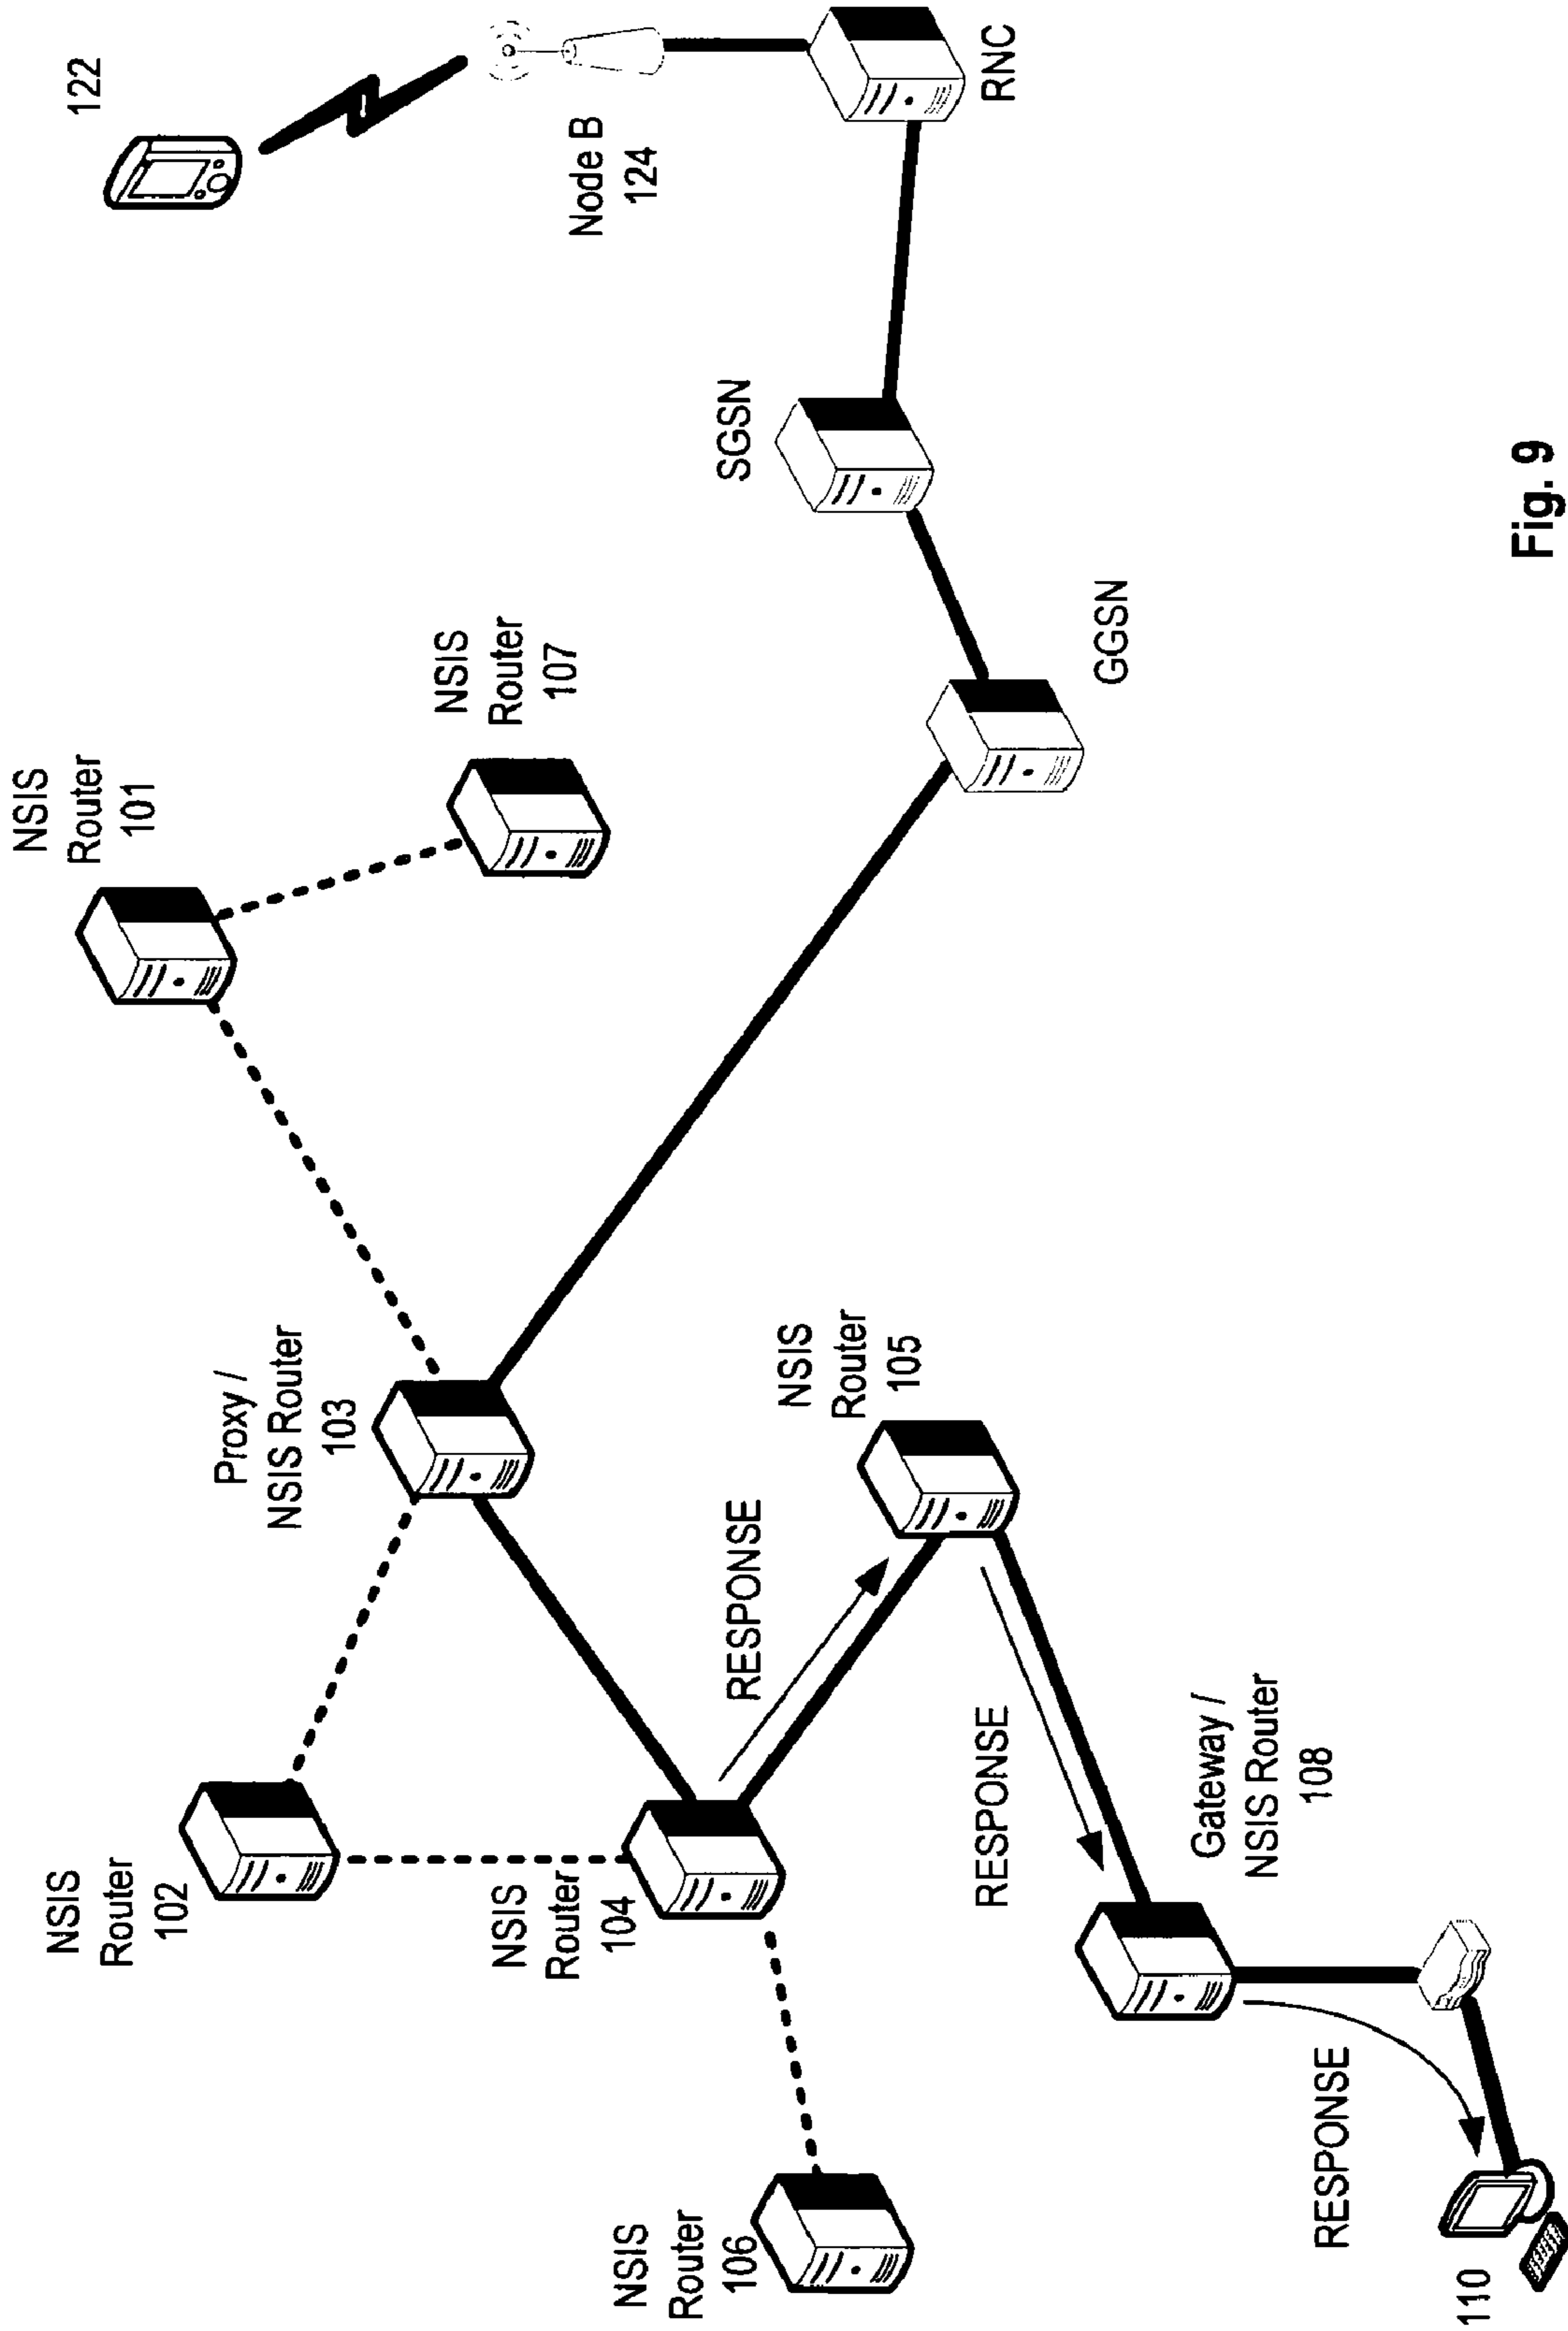 NSIS
Router
101
122
NSIS
Router
102
Proxy /
NSIS Router
103
NSIS
Router
107
Node B
124
NSIS
Router
104
NSIS
Router
106
RESPONSE
NSIS
Router
105
SGSN
RNC
RESPONSE
GGSN
Gateway /
NSIS Router
108
RESPONSE
110
Fig. 9